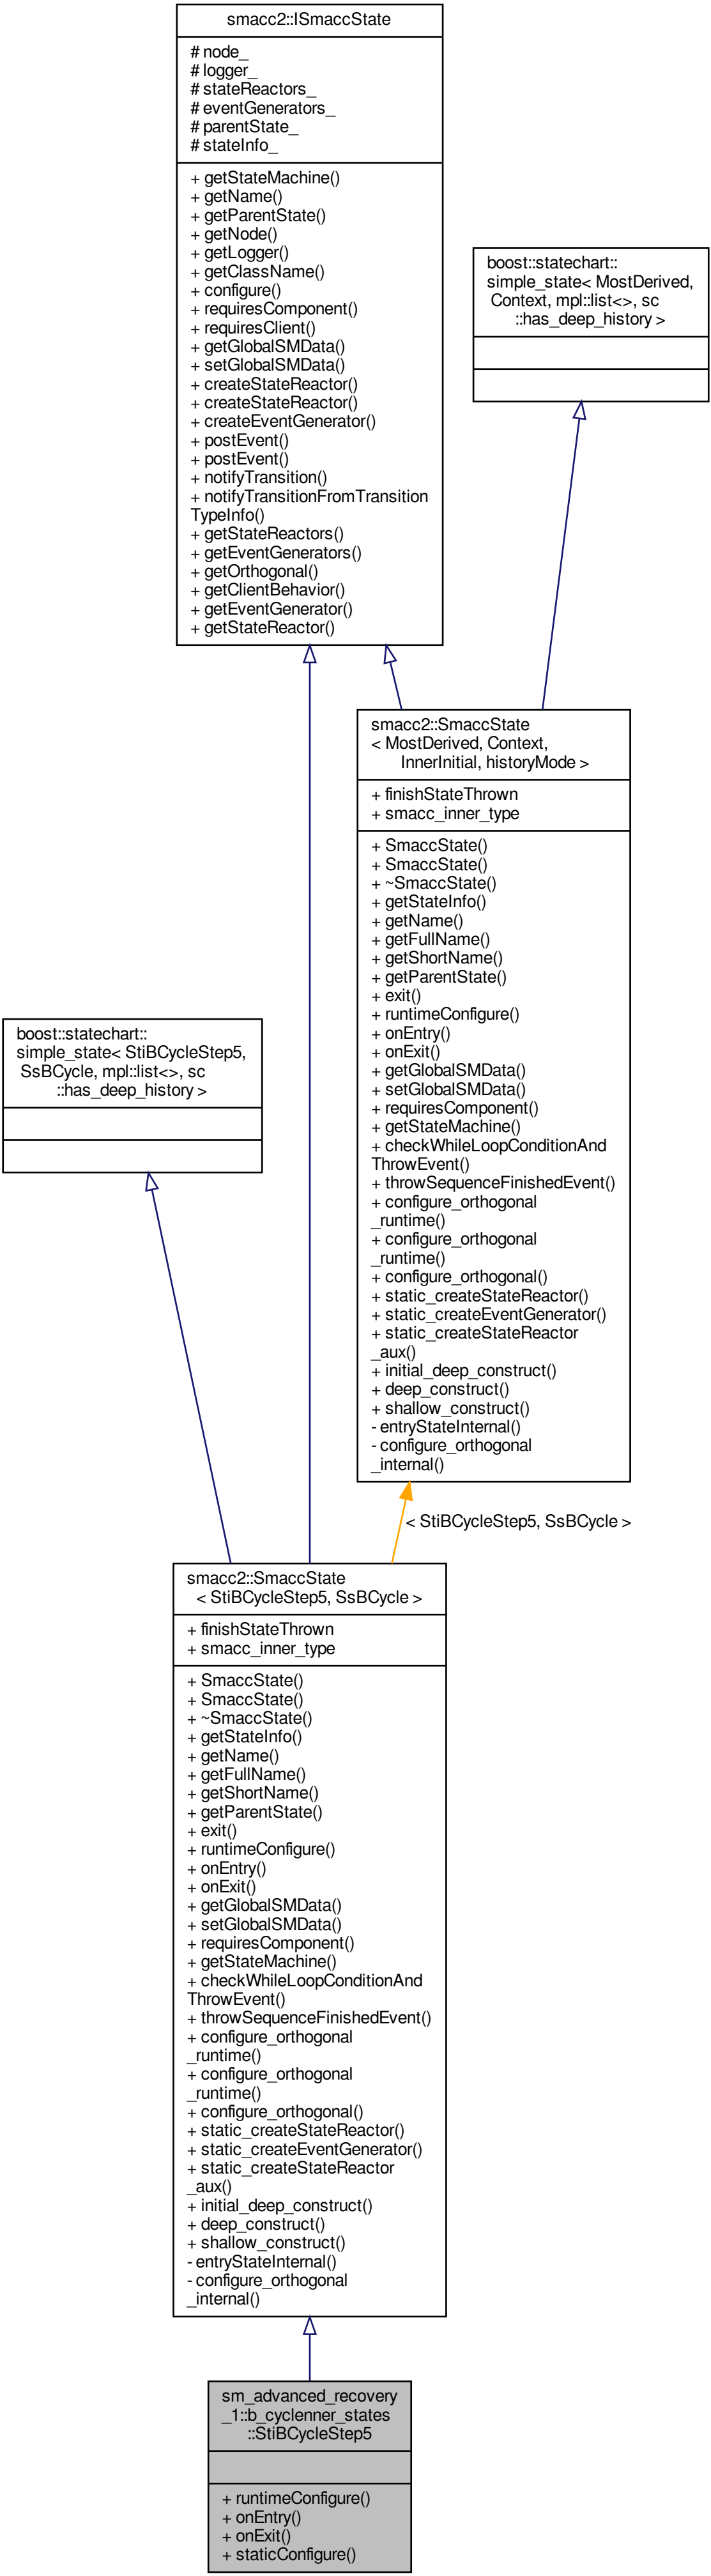 smacc2::ISmaccState
# node_
# logger_
# stateReactors_
# eventGenerators_
# parentState_
# stateInfo_
+ getStateMachine()
+ getName()
+ getParentState()
+ getNode()
+ getLogger()
+ getClassName()
+ configure()
+ requiresComponent()
+ requiresClient()
+ getGlobalSMData()
+ setGlobalSMData()
+ createStateReactor()
+ createStateReactor()
+ createEventGenerator()
+ postEvent()
+ postEvent()
+ notifyTransition()
+ notifyTransitionFromTransition
TypeInfo()
+ getStateReactors()
+ getEventGenerators()
+ getOrthogonal()
+ getClientBehavior()
+ getEventGenerator()
+ getStateReactor()
boost::statechart::
simple_state< MostDerived,
Context, mpl::list<>, sc
::has_deep_history >
smacc2::SmaccState
< MostDerived, Context,
InnerInitial, historyMode >
+ finishStateThrown
+ smacc_inner_type
+ SmaccState()
+ SmaccState()
+ ~SmaccState()
+ getStateInfo()
+ getName()
+ getFullName()
+ getShortName()
+ getParentState()
+ exit()
+ runtimeConfigure()
+ onEntry()
+ onExit()
+ getGlobalSMData()
+ setGlobalSMData()
+ requiresComponent()
+ getStateMachine()
+ checkWhileLoopConditionAnd
ThrowEvent()
+ throwSequenceFinishedEvent()
+ configure_orthogonal
_runtime()
+ configure_orthogonal
_runtime()
+ configure_orthogonal()
+ static_createStateReactor()
+ static_createEventGenerator()
+ static_createStateReactor
_aux()
+ initial_deep_construct()
+ deep_construct()
+ shallow_construct()
- entryStateInternal()
- configure_orthogonal
_internal()
boost::statechart::
simple_state< StiBCycleStep5,
SsBCycle, mpl::list<>, sc
::has_deep_history >
< StiBCycleStep5, SsBCycle >
smacc2::SmaccState
< StiBCycleStep5, SsBCycle >
+ finishStateThrown
+ smacc_inner_type
+ SmaccState()
+ SmaccState()
+ ~SmaccState()
+ getStateInfo()
+ getName()
+ getFullName()
+ getShortName()
+ getParentState()
+ exit()
+ runtimeConfigure()
+ onEntry()
+ onExit()
+ getGlobalSMData()
+ setGlobalSMData()
+ requiresComponent()
+ getStateMachine()
+ checkWhileLoopConditionAnd
ThrowEvent()
+ throwSequenceFinishedEvent()
+ configure_orthogonal
_runtime()
+ configure_orthogonal
_runtime()
+ configure_orthogonal()
+ static_createStateReactor()
+ static_createEventGenerator()
+ static_createStateReactor
_aux()
+ initial_deep_construct()
+ deep_construct()
+ shallow_construct()
- entryStateInternal()
- configure_orthogonal
_internal()
sm_advanced_recovery
_1::b_cyclenner_states
::StiBCycleStep5
+ runtimeConfigure()
+ onEntry()
+ onExit()
+ staticConfigure()